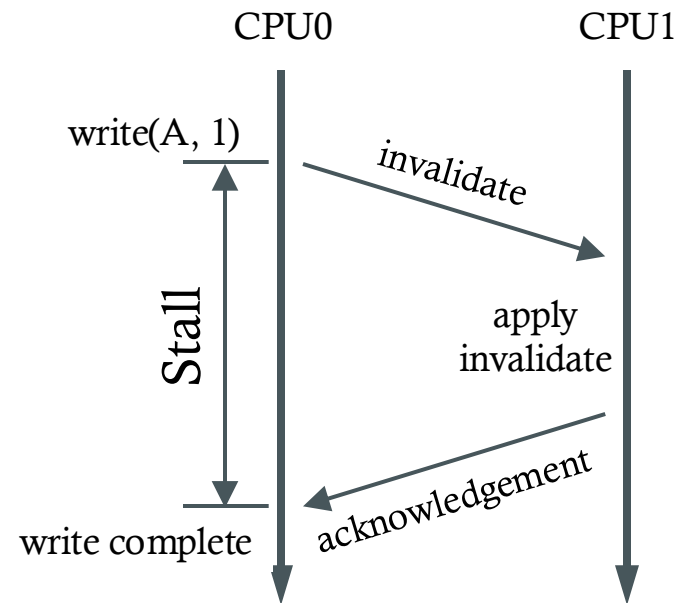 CPU0
CPU1
write(A, 1)
invalidate
Stall
apply
invalidate
acknowledgement
write complete